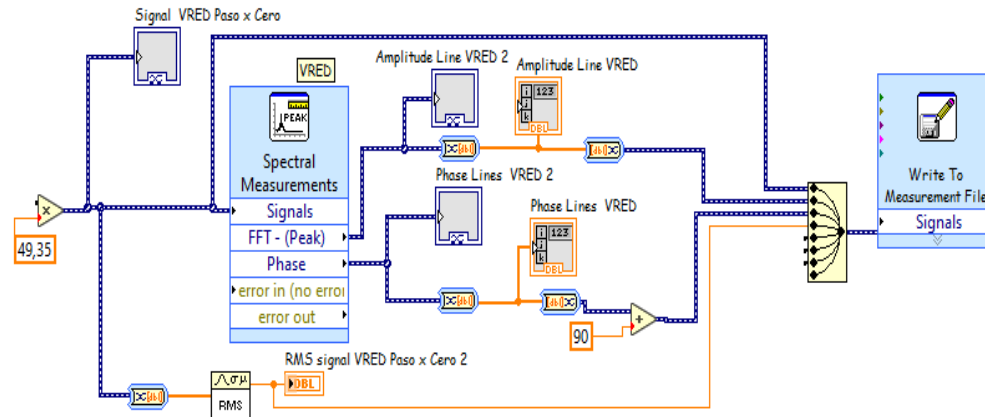 Signal VRED Paso x Cero
VRED
Amplitude Line VRED 2
Amplitude Line VRED
PEAK
i
j
k
123
DBL
Spectral
Measurements
Signals
FFT - (Peak)
Phase
error in (no erro
error out
Write To
Measurement File
Signals
Phase Lines VRED 2
Phase Lines VRED
i
j
k
123
DBL
×
49,35
+
90
RMS signal VRED Paso x Cero 2
DBL
σμ
RMS